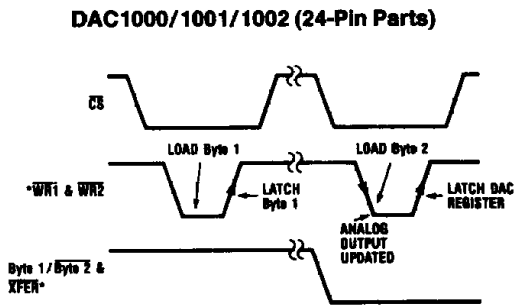 DAC1000/1001/1002 (24-Pin Parts)
CS
LOAD Byte 1
LOAD Byte 2
*WR1 & WR2
LATCH
Byte 1
LATCH DAC
REGISTER
ANALOG
OUTPUT
UPDATED
Byte 1/Byte 2 &
XFER*